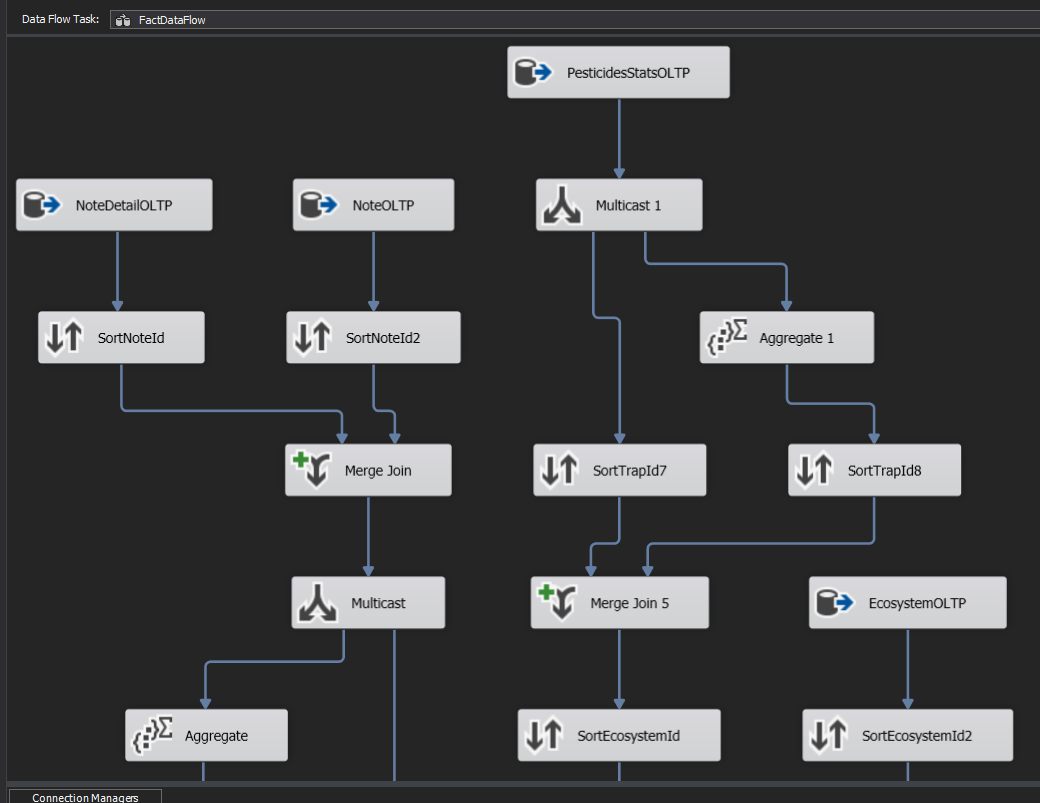 Data Flow Task: FactDataFlow
PesticidesStatsOLTP
NoteDetailOLTP
NoteOLTP
Multicast 1
SortNoteId
SortNoteId2
Aggregate 1
Merge Join
SortTrapId7
SortTrapId8
Multicast
Merge Join 5
EcosystemOLTP
Aggregate
SortEcosystemId
SortEcosystemId2
Connection Managers